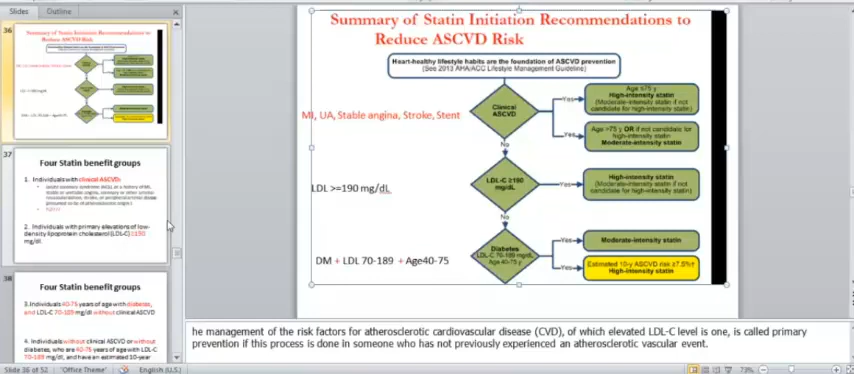 Slides
Outline
36
Summary of Statin Initiation Recommendations to
Reduce ASCVD Risk
37
Four Statin benefit groups
1. Individuals with clinical ASCVD:
2. Individuals with primary elevations of low-
density lipoprotein cholesterol (LDL-C) ≥190
mg/dl.
38
Four Statin benefit groups
3. Individuals 40-75 years of age with diabetes,
and LDL-C 70-189 mg/dl without clinical ASCVD
4. Individuals without clinical ASCVD or without
diabetes, who are 40-75 years of age with LDL-C
70-189 mg/dl; and have an estimated 10-year
Summary of Statin Initiation Recommendations to
Reduce ASCVD Risk
Heart-healthy lifestyle habits are the foundation of ASCVD prevention
(See 2013 AHA/ACC Lifestyle Management Guideline)
MI, UA, Stable angina, Stroke, Stent
Clinical
ASCVD
Yes
Age ≤75 y
High-intensity statin
(Moderate-intensity statin if not
candidate for high-intensity statin)
Yes
Age >75 y OR if not candidate for
high-intensity statin
Moderate-intensity statin
No
LDL >=190 mg/dL
LDL-C ≥190
mg/dL
Yes
High-intensity statin
(Moderate-intensity statin if not
candidate for high-intensity statin)
No
DM + LDL 70-189 + Age40-75
Diabetes
LDL-C 70-189 mg/dL
Age 40-75 y
Yes
Moderate-intensity statin
Yes
Estimated 10-y ASCVD risk ≥7.5%†
High-intensity statin
he management of the risk factors for atherosclerotic cardiovascular disease (CVD), of which elevated LDL-C level is one, is called primary
prevention if this process is done in someone who has not previously experienced an atherosclerotic vascular event.
Slide 36 of 52
"Office Theme"
English (U.S.)
73%